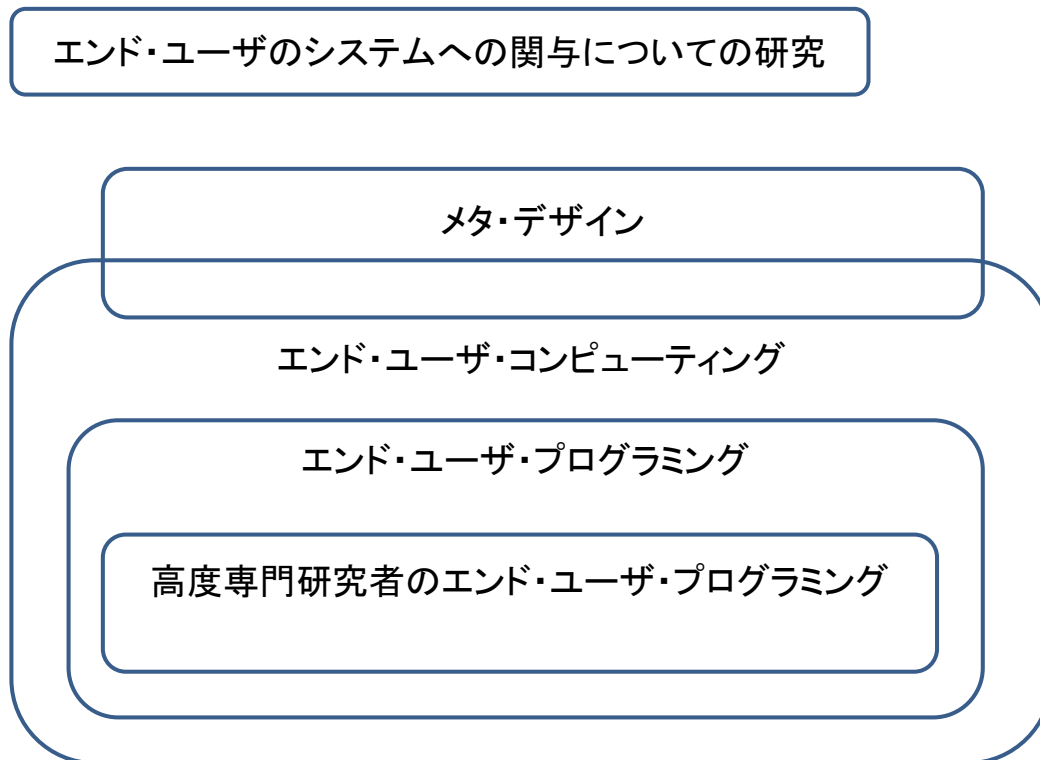 エンド・ユーザのシステムへの関与についての研究
メタ・デザイン
エンド・ユーザ・コンピューティング
エンド・ユーザ・プログラミング
高度専門研究者のエンド・ユーザ・プログラミング